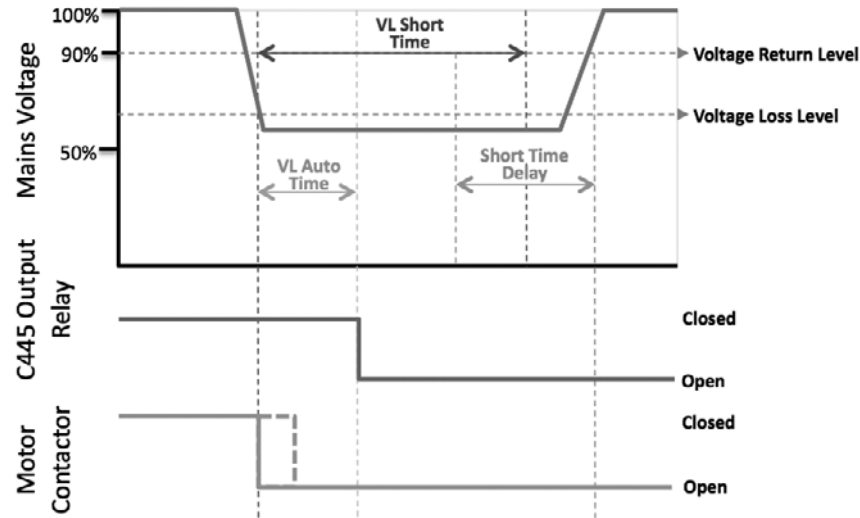 100%
90%
50%
Mains Voltage
VL Short
Time
Voltage Return Level
Voltage Loss Level
VL Auto
Time
Short Time
Delay
C445 Output
Relay
Closed
Open
Motor
Contactor
Closed
Open